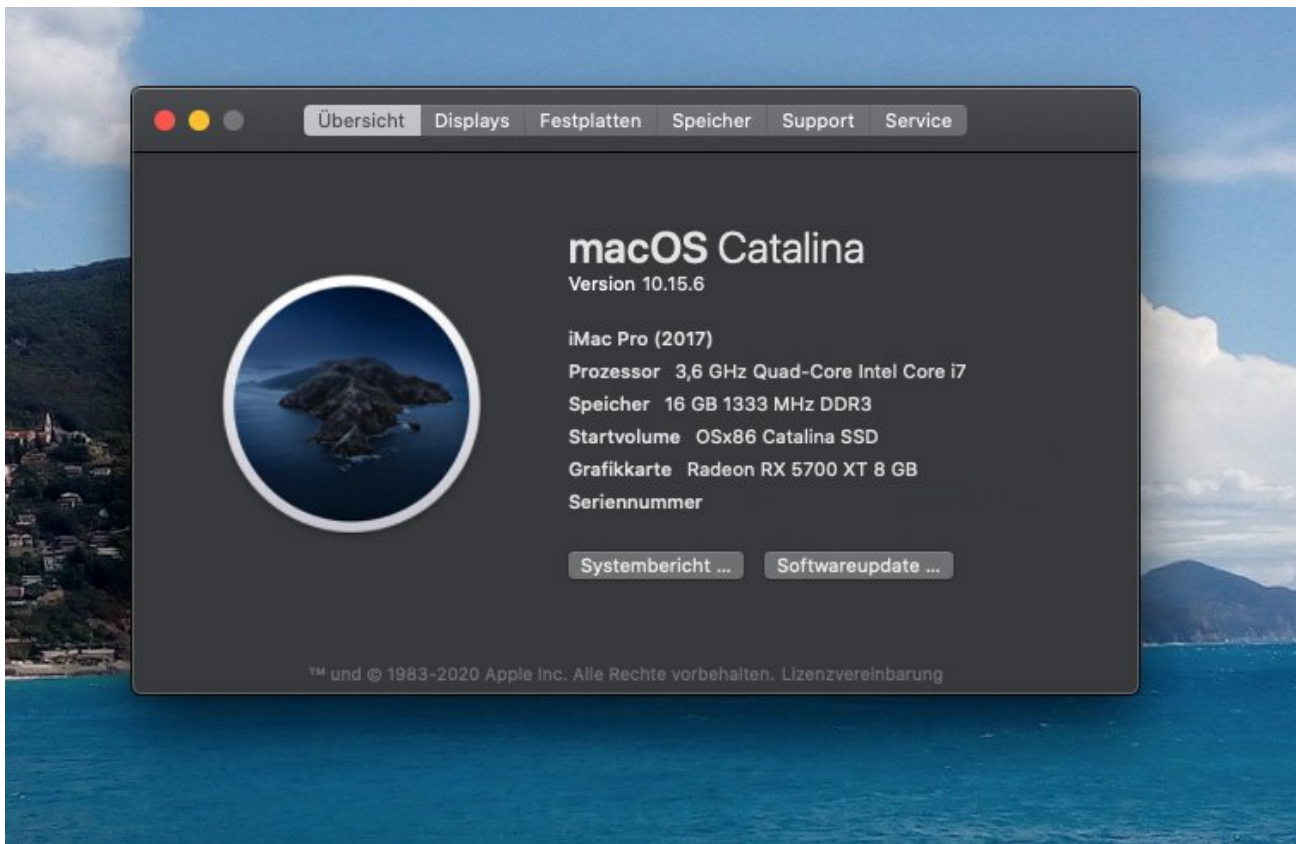 Übersicht Displays Festplatten Speicher Support Service
macOS Catalina
Version 10.15.6
iMac Pro (2017)
Prozessor 3,6 GHz Quad-Core Intel Core i7
Speicher 16 GB 1333 MHz DDR3
Startvolume OSx86 Catalina SSD
Grafikkarte Radeon RX 5700 XT 8 GB
Seriennummer
Systembericht ... Softwareupdate ...
™ und © 1983-2020 Apple Inc. Alle Rechte vorbehalten. Lizenzvereinbarung